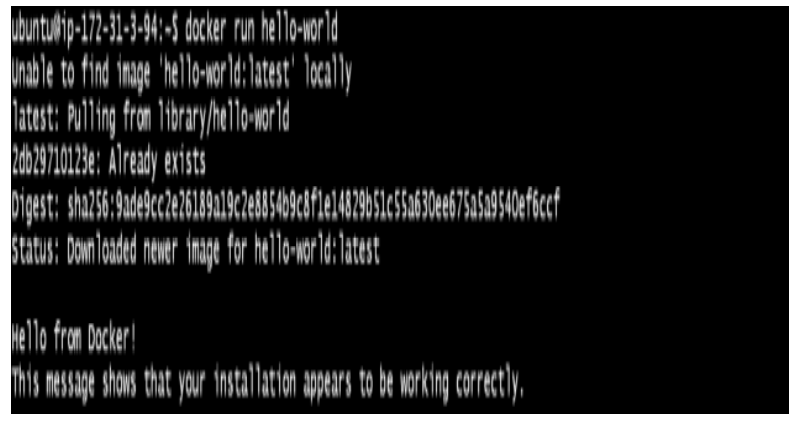 ubuntu@ip-172-31-3-94:~$ docker run hello-world
Unable to find image 'hello-world:latest' locally
latest: Pulling from library/hello-world
2db29710123e: Already exists
Digest: sha256:9ade9cc2e26189a19c2e8854b9c8f1e14829b51c55a630ee675a5a9540ef6ccf
Status: Downloaded newer image for hello-world:latest
Hello from Docker!
This message shows that your installation appears to be working correctly.